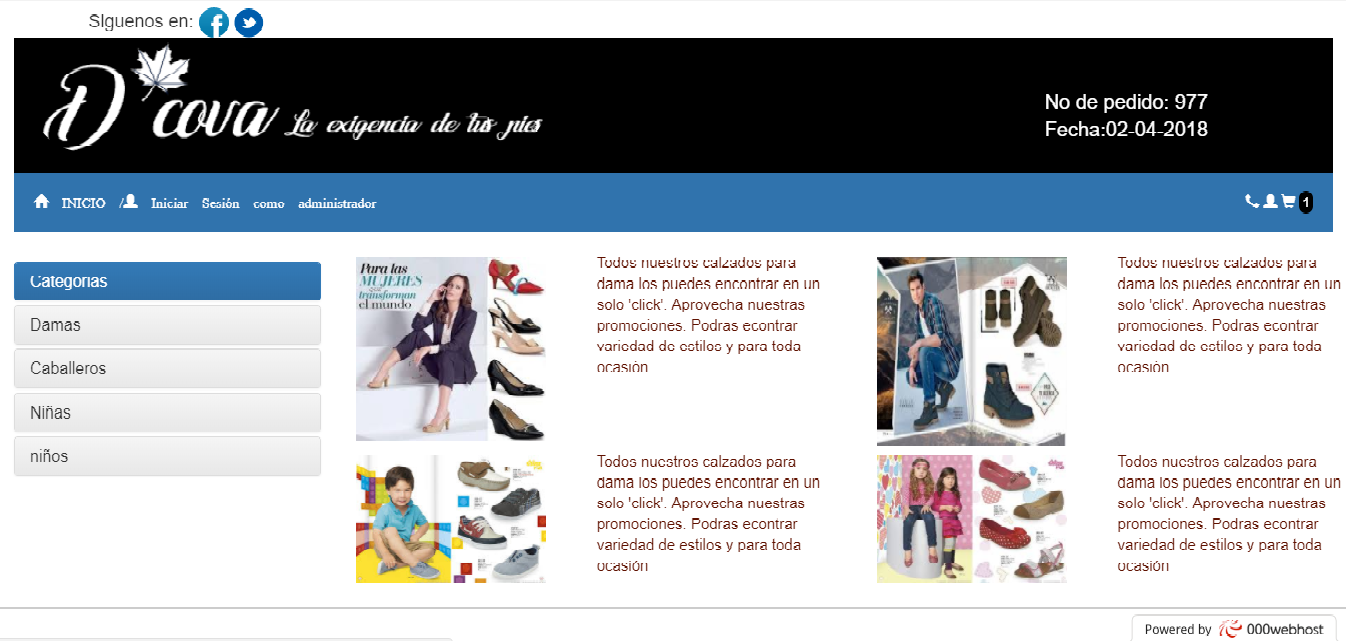 SIguenos en:
D'cova La exigencia de tus pies
No de pedido: 977
Fecha:02-04-2018
INICIO / Iniciar Sesión como administrador
1
Categorias
Damas
Caballeros
Niñas
niños
Para las
MUJERES
que
transforman
el mundo
Todos nuestros calzados para
dama los puedes encontrar en un
solo 'click'. Aprovecha nuestras
promociones. Podras econtrar
variedad de estilos y para toda
ocasión
Todos nuestros calzados para
dama los puedes encontrar en un
solo 'click'. Aprovecha nuestras
promociones. Podras econtrar
variedad de estilos y para toda
ocasión
Todos nuestros calzados para
dama los puedes encontrar en un
solo 'click'. Aprovecha nuestras
promociones. Podras econtrar
variedad de estilos y para toda
ocasión
Todos nuestros calzados para
dama los puedes encontrar en un
solo 'click'. Aprovecha nuestras
promociones. Podras econtrar
variedad de estilos y para toda
ocasión
Powered by 000webhost